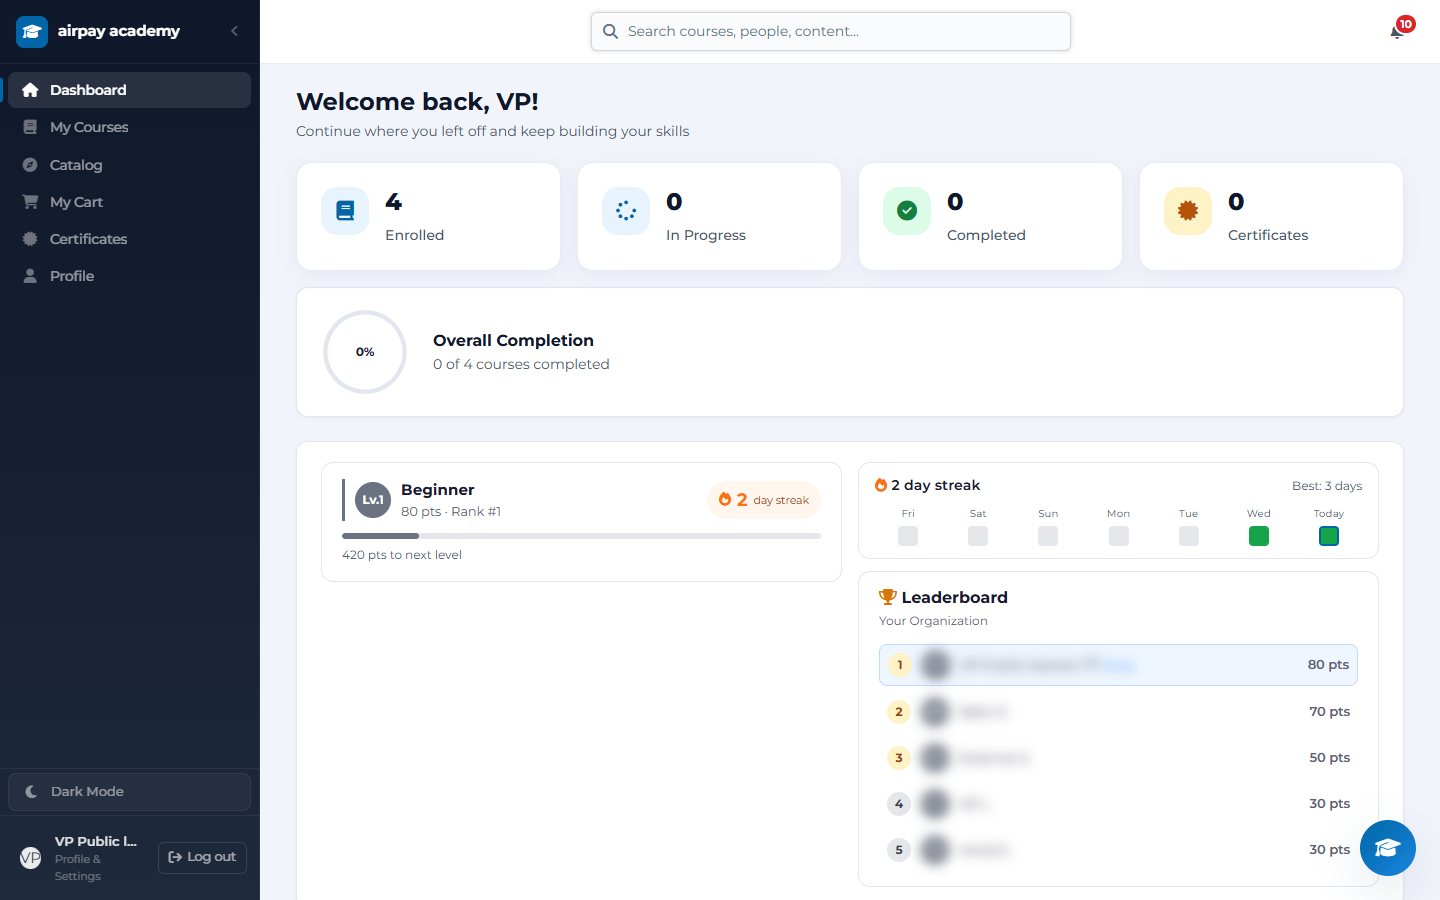 airpay academy
Search courses, people, content...
10
Dashboard
My Courses
Catalog
My Cart
Certificates
Profile
Dark Mode
VP
VP Public l...
Profile &
Settings
Log out
Welcome back, VP!
Continue where you left off and keep building your skills
4
Enrolled
0
In Progress
0
Completed
0
Certificates
0%
Overall Completion
0 of 4 courses completed
Lv.1
Beginner
80 pts · Rank #1
2 day streak
420 pts to next level
2 day streak
Best: 3 days
Fri Sat Sun Mon Tue Wed Today
Leaderboard
Your Organization
1 80 pts
2 70 pts
3 50 pts
4 30 pts
5 30 pts